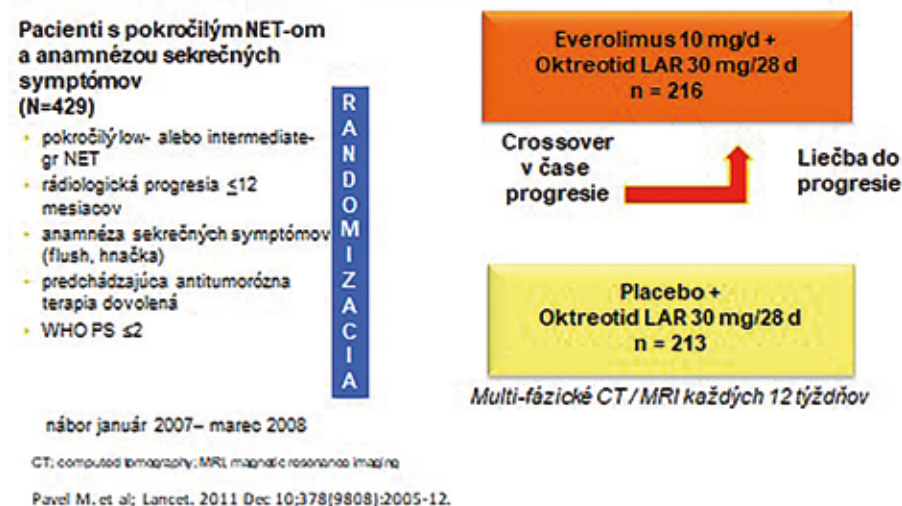 Pacienti s pokročilým NET-om
a anamnézou sekrečných
symptómov
(N=429)
• pokročilý low- alebo intermediate-
gr NET
• rádiologická progresia ≤12
mesiacov
• anamnéza sekrečných symptómov
(flush, hnačka)
• predchádzajúca antitumorózna
terapia dovolená
• WHO PS ≤2
nábor január 2007– marec 2008
R
A
N
D
O
M
I
Z
A
C
I
A
Everolimus 10 mg/d +
Oktreotid LAR 30 mg/28 d
n = 216
Crossover
v čase
progresie
Liečba do
progresie
Placebo +
Oktreotid LAR 30 mg/28 d
n = 213
Multi-fázické CT / MRI každých 12 týždňov
CT; computed tomography; MRI, magnetic resonance imaging
Pavel M. et al; Lancet. 2011 Dec 10;378(9808):2005-12.